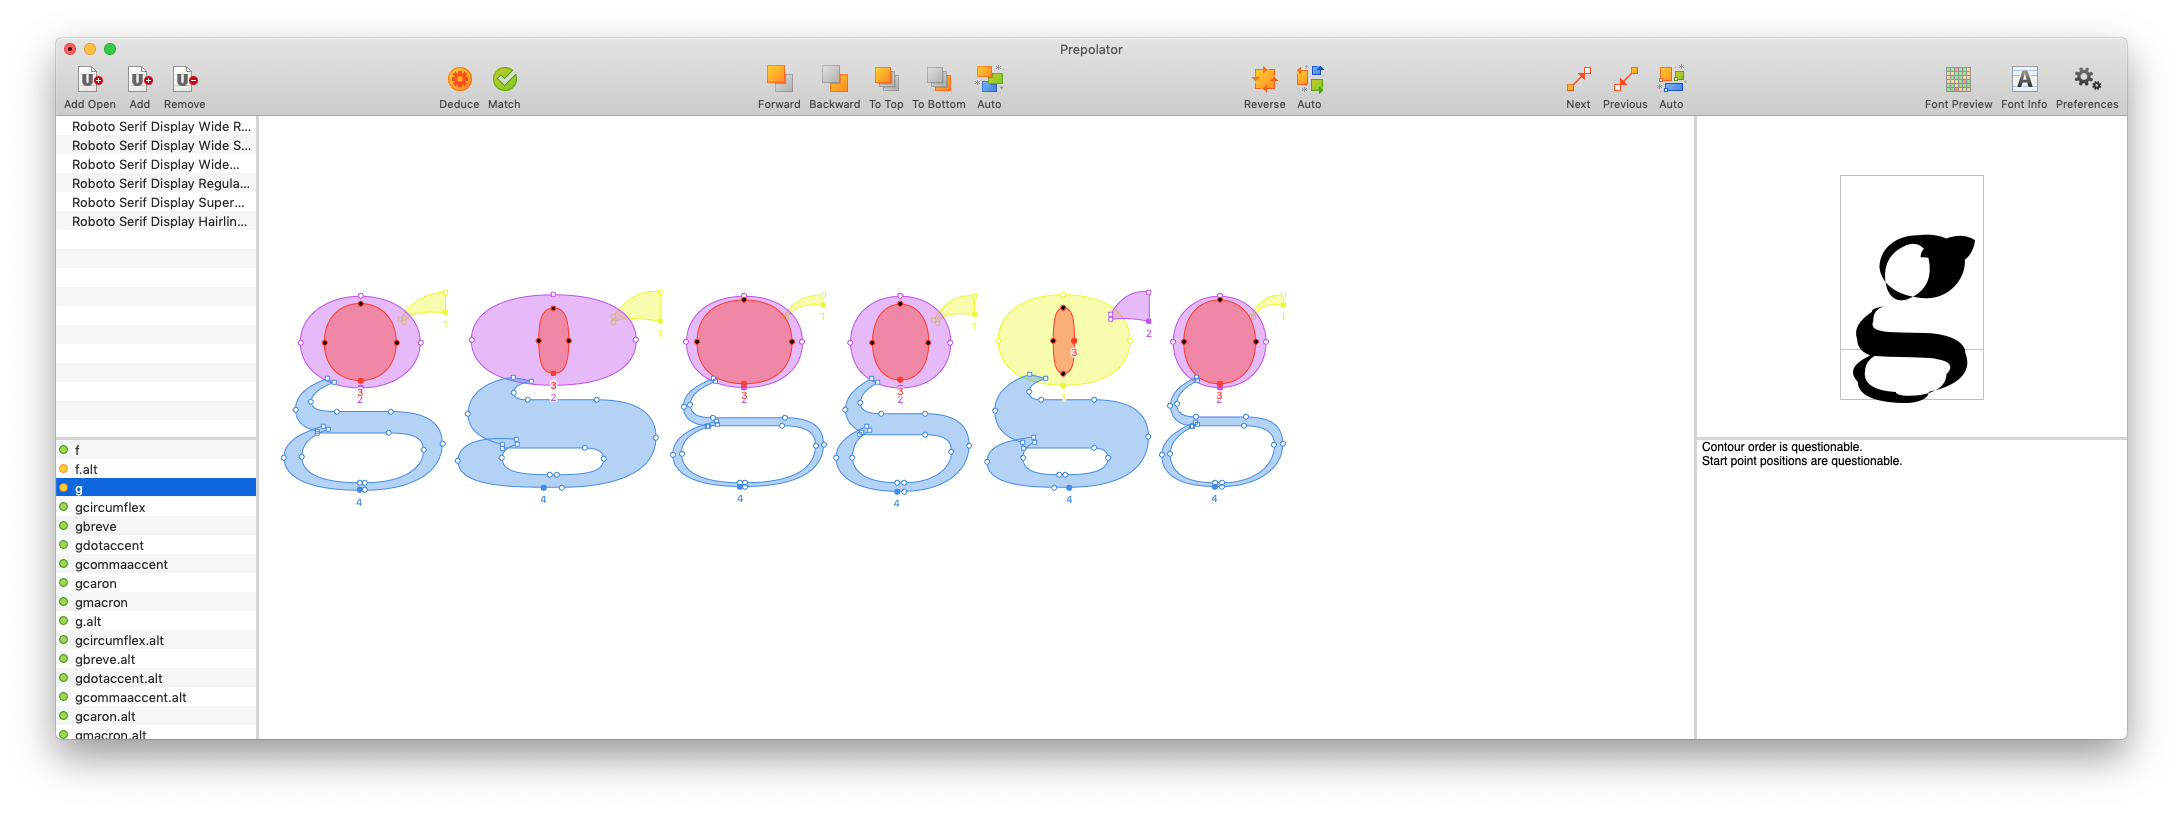 Prepolator
Add Open Add Remove Deduce Match Forward Backward To Top To Bottom Auto Reverse Auto Next Previous Auto Font Preview Font Info Preferences
Roboto Serif Display Wide R...
Roboto Serif Display Wide S...
Roboto Serif Display Wide...
Roboto Serif Display Regula...
Roboto Serif Display Super...
Roboto Serif Display Hairlin...
f
f.alt
g
gcircumflex
gbreve
gdotaccent
gcommaaccent
gcaron
gmacron
g.alt
gcircumflex.alt
gbreve.alt
gdotaccent.alt
gcommaaccent.alt
gcaron.alt
gmacron.alt
1 1 1 1 2 1
3 3 3 3 3 3
2 2 2 2 1 2
4 4 4 4 4 4
g
Contour order is questionable.
Start point positions are questionable.